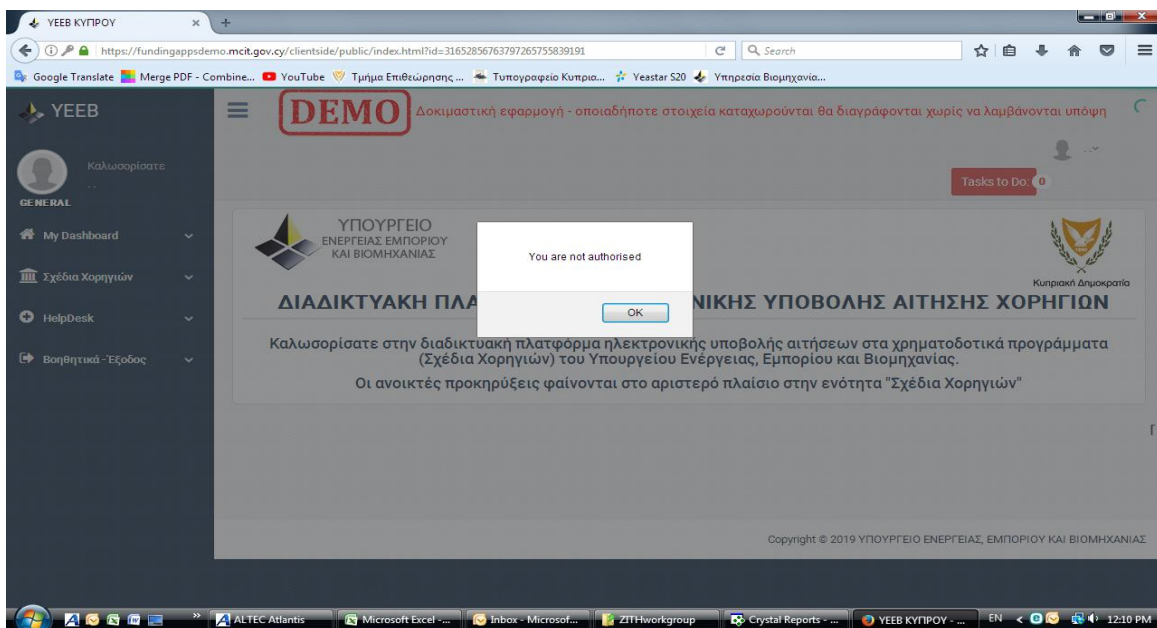 YEEB ΚΥΠΡΟΥ
https://fundingappsdemo.mcit.gov.cy/clientside/public/index.html?id=31652856763797265755839191
Search
Google Translate Merge PDF - Combine... YouTube Τμήμα Επιθεώρησης ... Τυπογραφείο Κυπρια... Yeastar S20 Υπηρεσία Βιομηχανία...
YEEB
DEMO Δοκιμαστική εφαρμογή - οποιαδήποτε στοιχεία καταχωρούνται θα διαγράφονται χωρίς να λαμβάνονται υπόψη
Καλωσορίσατε
. .
Tasks to Do: 0
GENERAL
My Dashboard
Σχέδια Χορηγιών
HelpDesk
Βοηθητικά -Έξοδος
ΥΠΟΥΡΓΕΙΟ
ΕΝΕΡΓΕΙΑΣ ΕΜΠΟΡΙΟΥ
ΚΑΙ ΒΙΟΜΗΧΑΝΙΑΣ
Κυπριακή Δημοκρατία
You are not authorised
OK
ΔΙΑΔΙΚΤΥΑΚΗ ΠΛΑ ΝΙΚΗΣ ΥΠΟΒΟΛΗΣ ΑΙΤΗΣΗΣ ΧΟΡΗΓΙΩΝ
Καλωσορίσατε στην διαδικτυακή πλατφόρμα ηλεκτρονικής υποβολής αιτήσεων στα χρηματοδοτικά προγράμματα
(Σχέδια Χορηγιών) του Υπουργείου Ενέργειας, Εμπορίου και Βιομηχανίας.
Οι ανοικτές προκηρύξεις φαίνονται στο αριστερό πλαίσιο στην ενότητα "Σχέδια Χορηγιών"
Copyright © 2019 ΥΠΟΥΡΓΕΙΟ ΕΝΕΡΓΕΙΑΣ, ΕΜΠΟΡΙΟΥ ΚΑΙ ΒΙΟΜΗΧΑΝΙΑΣ
ALTEC Atlantis Microsoft Excel -... Inbox - Microsof... ZITHworkgroup Crystal Reports - ... YEEB ΚΥΠΡΟΥ - ... EN 12:10 PM